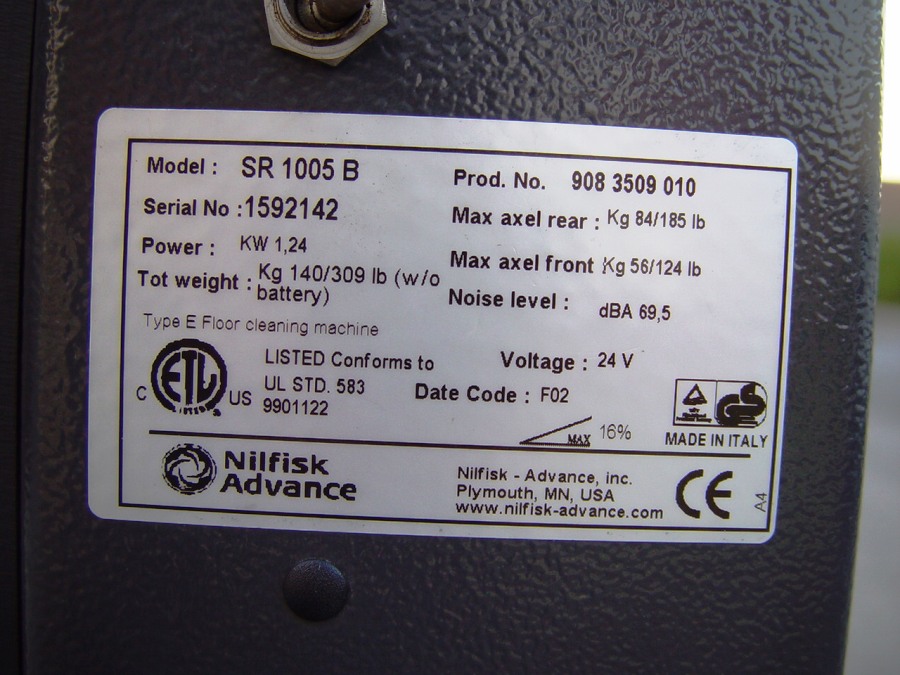 Model : SR 1005 B
Prod. No. 908 3509 010
Serial No : 1592142
Max axel rear : Kg 84/185 lb
Power : KW 1,24
Max axel front : Kg 56/124 lb
Tot weight : Kg 140/309 lb (w/o
battery)
Noise level : dBA 69,5
Type E Floor cleaning machine
LISTED Conforms to
Voltage : 24 V
C ETL US
LISTED
UL STD. 583
9901122
Date Code : F02
MAX 16%
MADE IN ITALY
Nilfisk
Advance
Nilfisk - Advance, inc.
Plymouth, MN, USA
www.nilfisk-advance.com
CE
A4